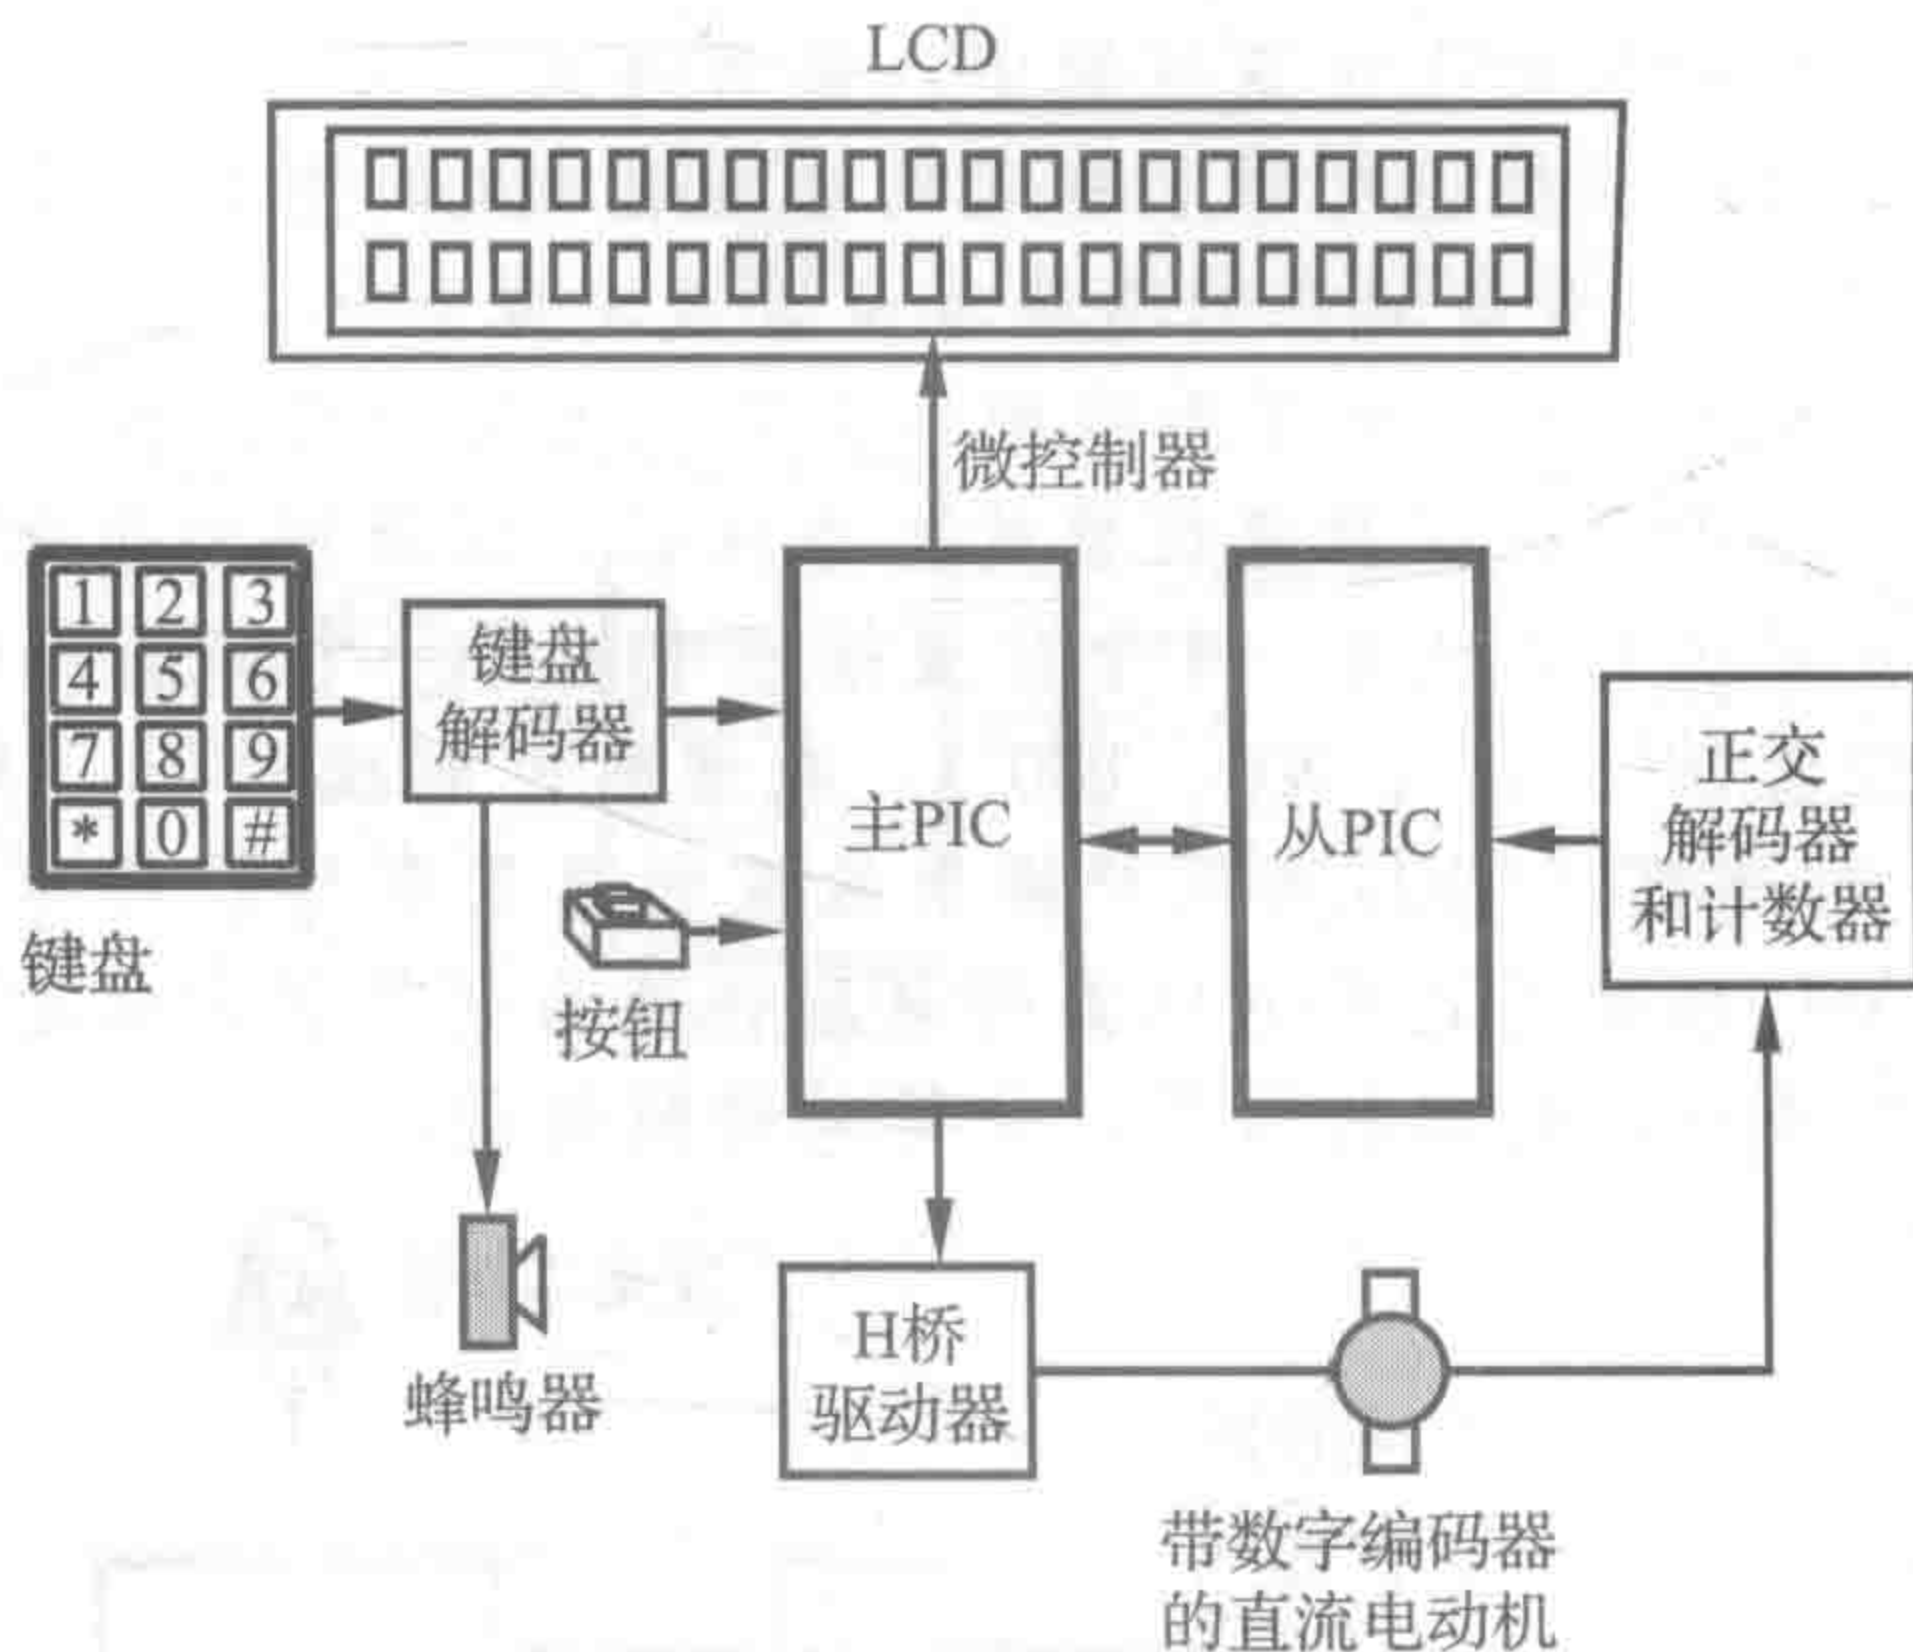 LCD
微控制器
1 2 3
4 5 6
7 8 9
* 0 #
键盘
键盘
解码器
按钮
蜂鸣器
主PIC
从PIC
正交
解码器
和计数器
H桥
驱动器
带数字编码器
的直流电动机